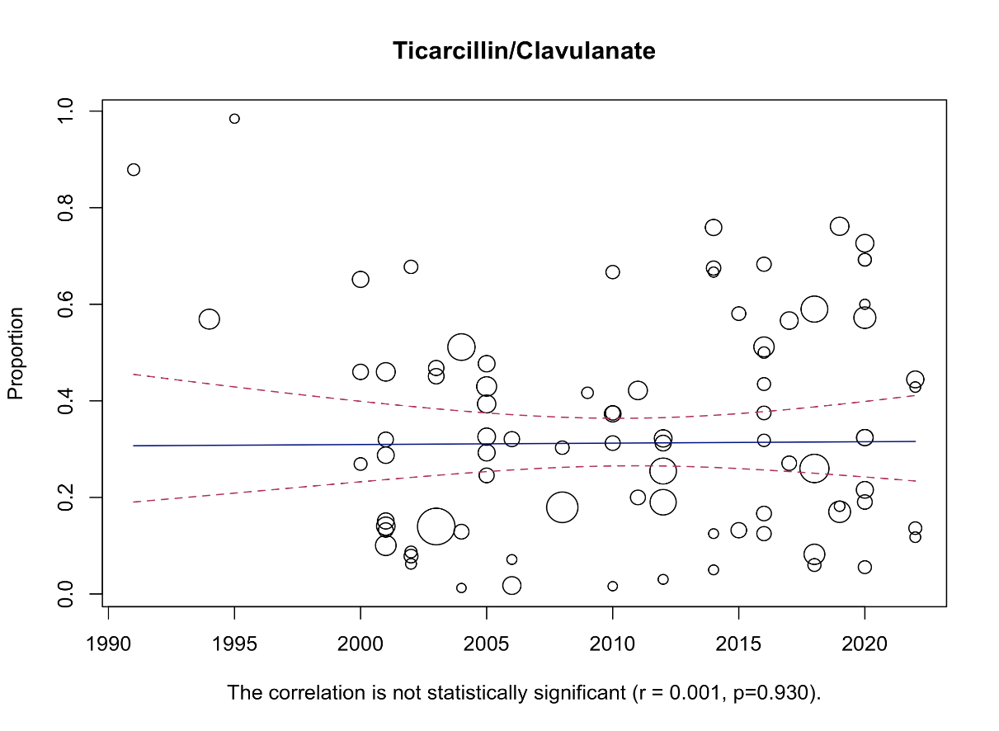 Ticarcillin/Clavulanate
1.0
0.8
0.6
0.4
0.2
0.0
Proportion
1990 1995 2000 2005 2010 2015 2020
The correlation is not statistically significant (r = 0.001, p=0.930).